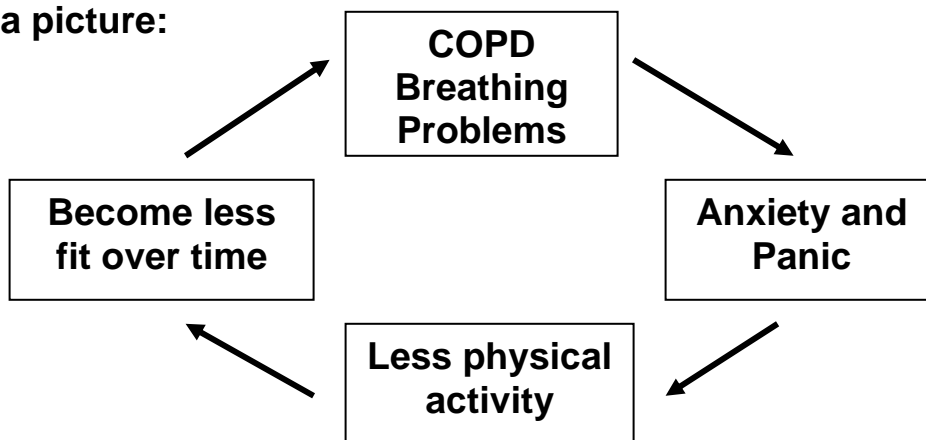 a picture:
COPD
Breathing
Problems
Anxiety and
Panic
Less physical
activity
Become less
fit over time